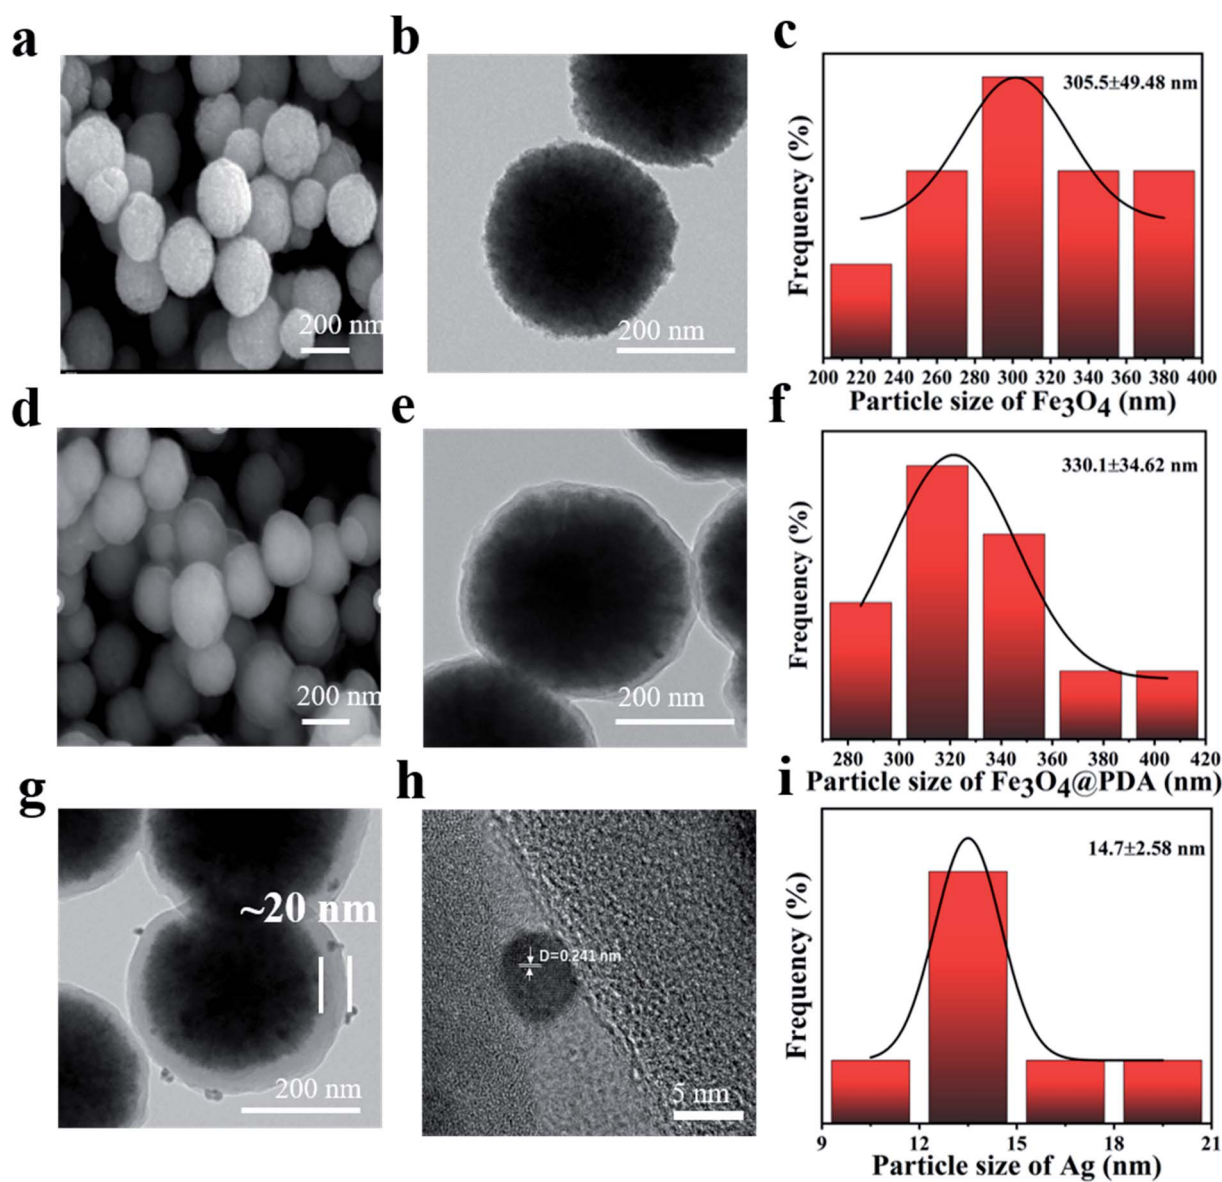 a
b
c
200 nm
200 nm
305.5±49.48 nm
Frequency (%)
200 220 240 260 280 300 320 340 360 380 400
Particle size of Fe3O4 (nm)
d
e
f
200 nm
200 nm
330.1±34.62 nm
Frequency (%)
280 300 320 340 360 380 400 420
Particle size of Fe3O4@PDA (nm)
g
h
i
~20 nm
200 nm
D=0.241 nm
5 nm
14.7±2.58 nm
Frequency (%)
9 12 15 18 21
Particle size of Ag (nm)